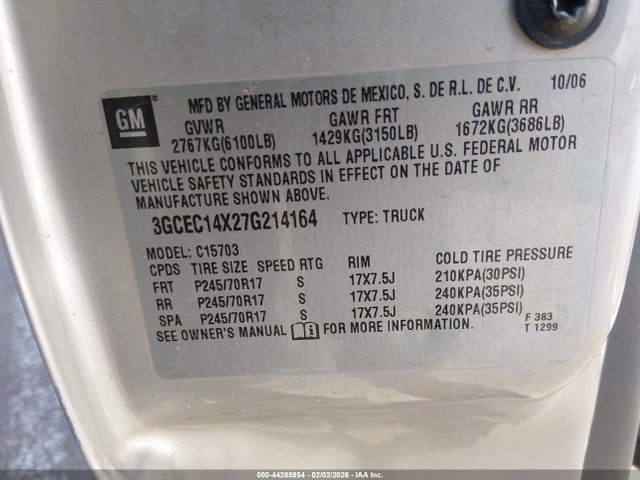 MFD BY GENERAL MOTORS DE MEXICO, S. DE R.L. DE C.V. 10/06
GM
GVWR GAWR FRT GAWR RR
2767KG(6100LB) 1429KG(3150LB) 1672KG(3686LB)
THIS VEHICLE CONFORMS TO ALL APPLICABLE U.S. FEDERAL MOTOR
VEHICLE SAFETY STANDARDS IN EFFECT ON THE DATE OF
MANUFACTURE SHOWN ABOVE.
3GCEC14X27G214164 TYPE: TRUCK
MODEL: C15703
CPDS TIRE SIZE SPEED RTG RIM COLD TIRE PRESSURE
FRT P245/70R17 S 17X7.5J 210KPA(30PSI)
RR P245/70R17 S 17X7.5J 240KPA(35PSI)
SPA P245/70R17 S 17X7.5J 240KPA(35PSI)
SEE OWNER'S MANUAL FOR MORE INFORMATION.
F 383
T 1299
000-44285954 - 02/02/2026 - IAAI, Inc.